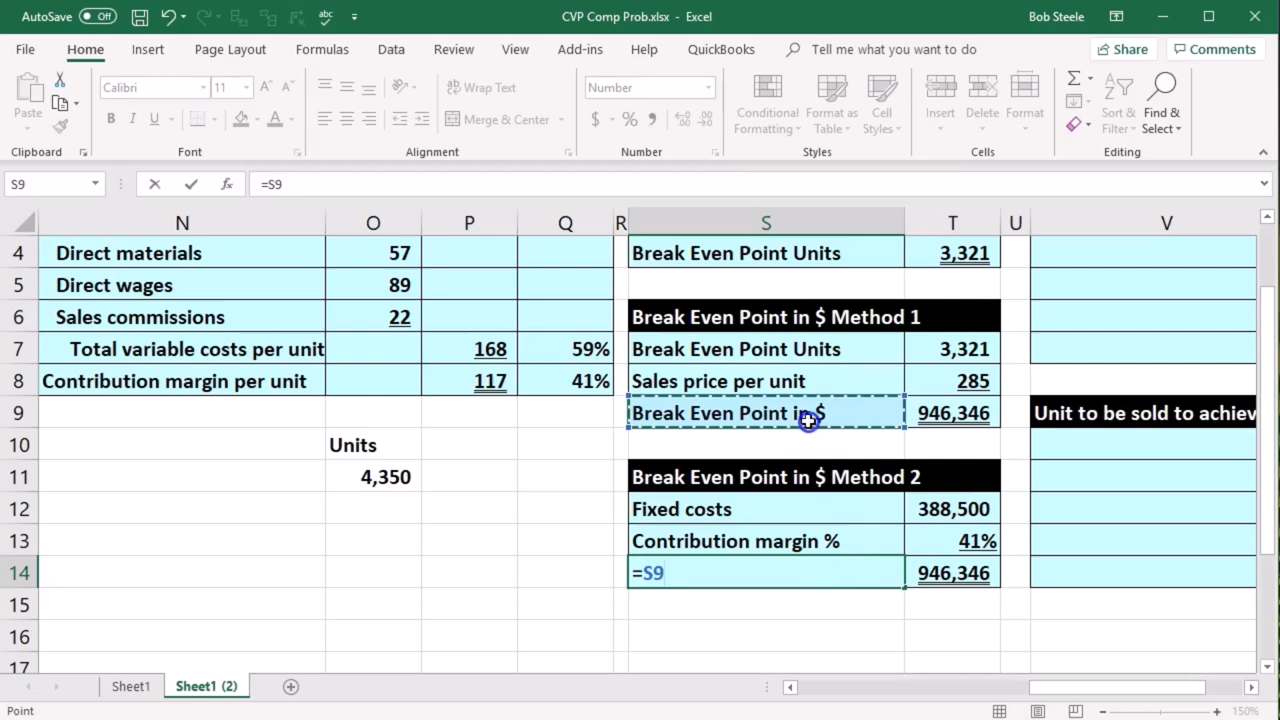 AutoSave Off CVP Comp Prob.xlsx - Excel Bob Steele
File Home Insert Page Layout Formulas Data Review View Add-ins Help QuickBooks Tell me what you want to do Share Comments
Paste Calibri 11 Wrap Text Number Conditional Formatting Format as Table Cell Styles Insert Delete Format Sort & Filter Find & Select
B I U Merge & Center $ %
Clipboard Font Alignment Number Styles Cells Editing
S9 fx =S9
N O P Q R S T U V
4 Direct materials 57 Break Even Point Units 3,321
5 Direct wages 89
6 Sales commissions 22 Break Even Point in $ Method 1
7 Total variable costs per unit 168 59% Break Even Point Units 3,321
8 Contribution margin per unit 117 41% Sales price per unit 285
9 Break Even Point in $ 946,346 Unit to be sold to achiev
10 Units
11 4,350 Break Even Point in $ Method 2
12 Fixed costs 388,500
13 Contribution margin % 41%
14 =S9 946,346
15
16
17
Sheet1 Sheet1 (2)
Point 150%